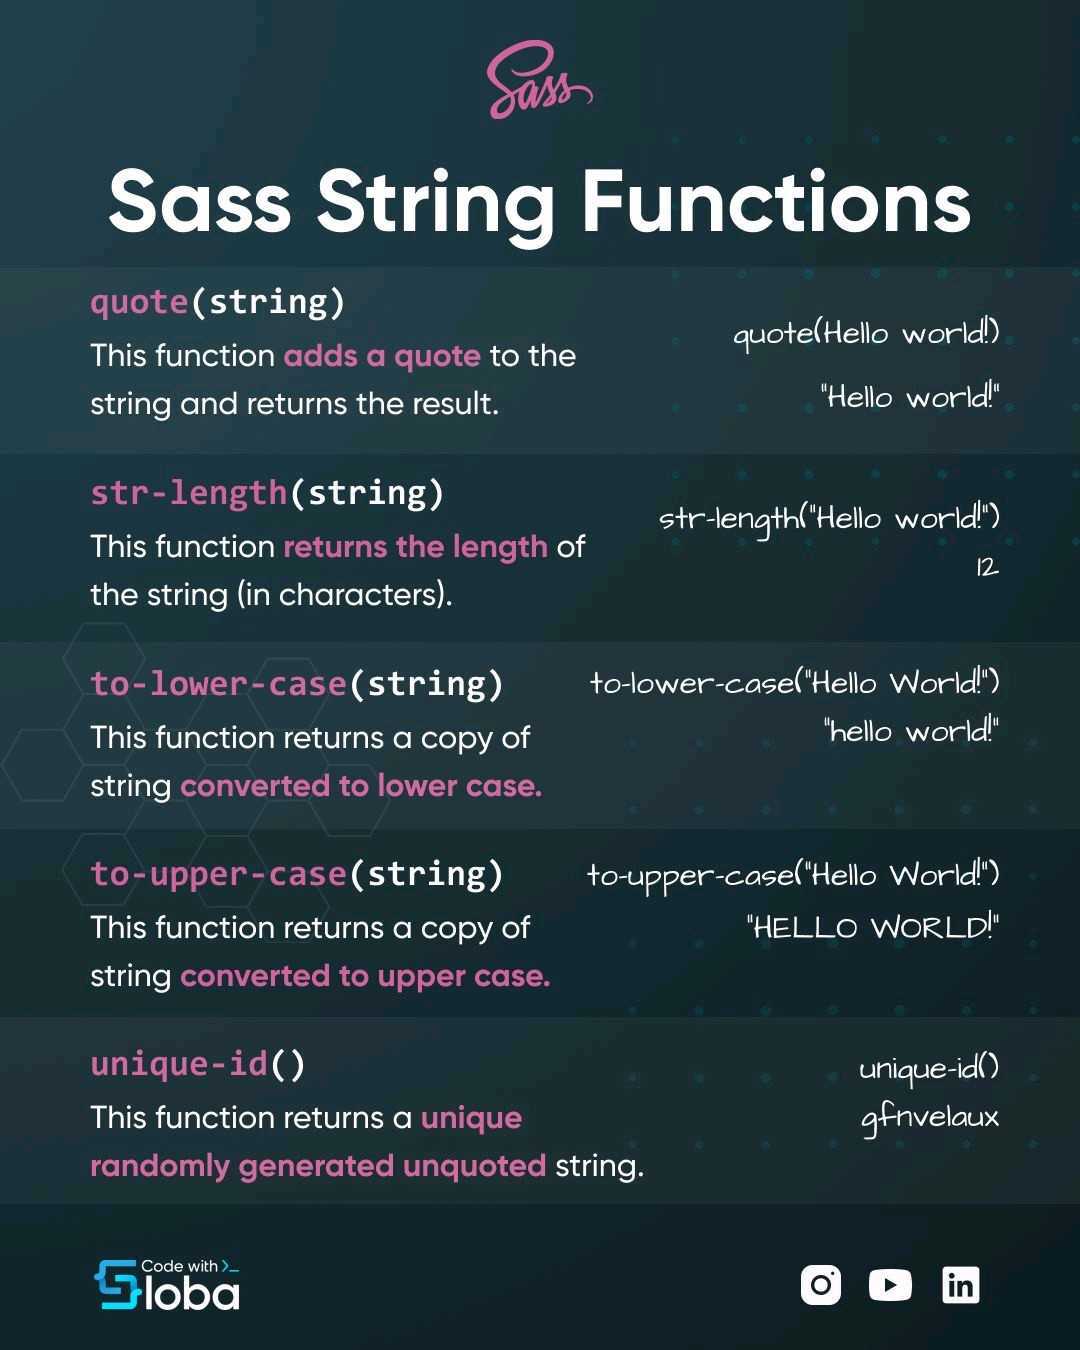 Sass
Sass String Functions
quote(string)
This function adds a quote to the
string and returns the result.
quote(Hello world!)
"Hello world!"
str-length(string)
This function returns the length of
the string (in characters).
str-length("Hello world!")
12
to-lower-case(string)
This function returns a copy of
string converted to lower case.
to-lower-case("Hello World!")
"hello world!"
to-upper-case(string)
This function returns a copy of
string converted to upper case.
to-upper-case("Hello World!")
"HELLO WORLD!"
unique-id()
This function returns a unique
randomly generated unquoted string.
unique-id()
gfnvelaux
Code with >_
Sloba
in